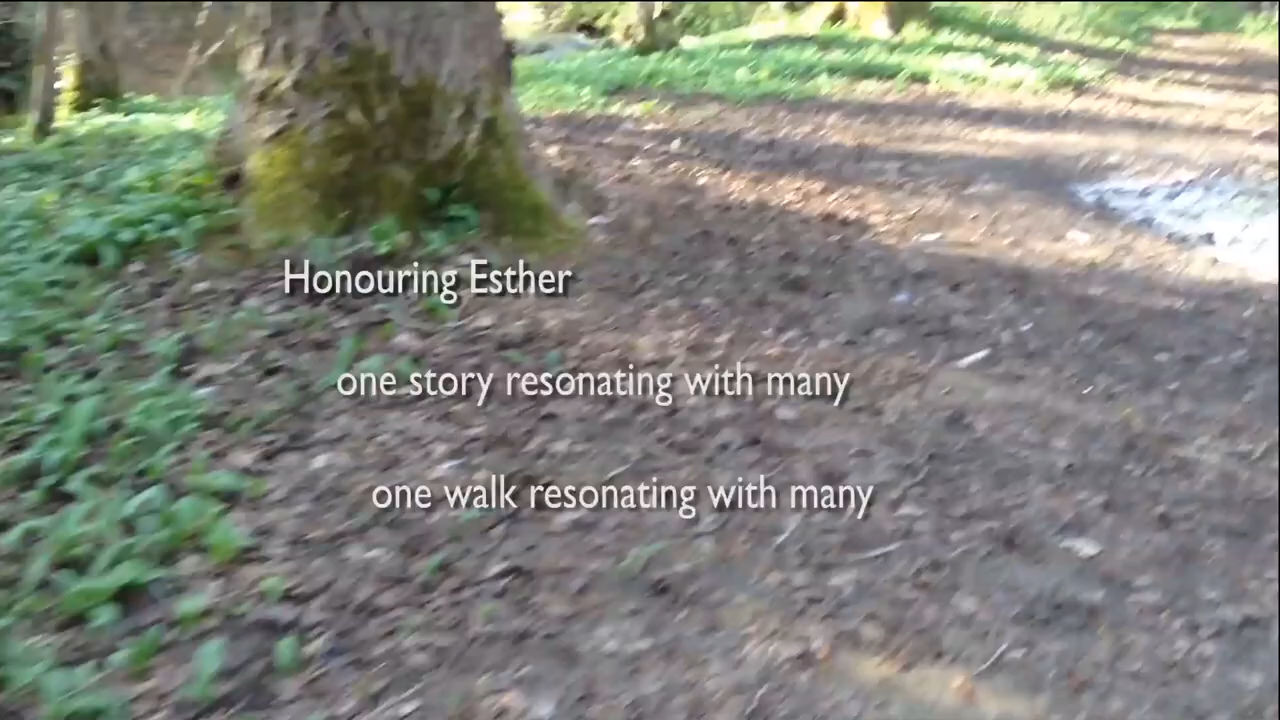 Honouring Esther
one story resonating with many
one walk resonating with many